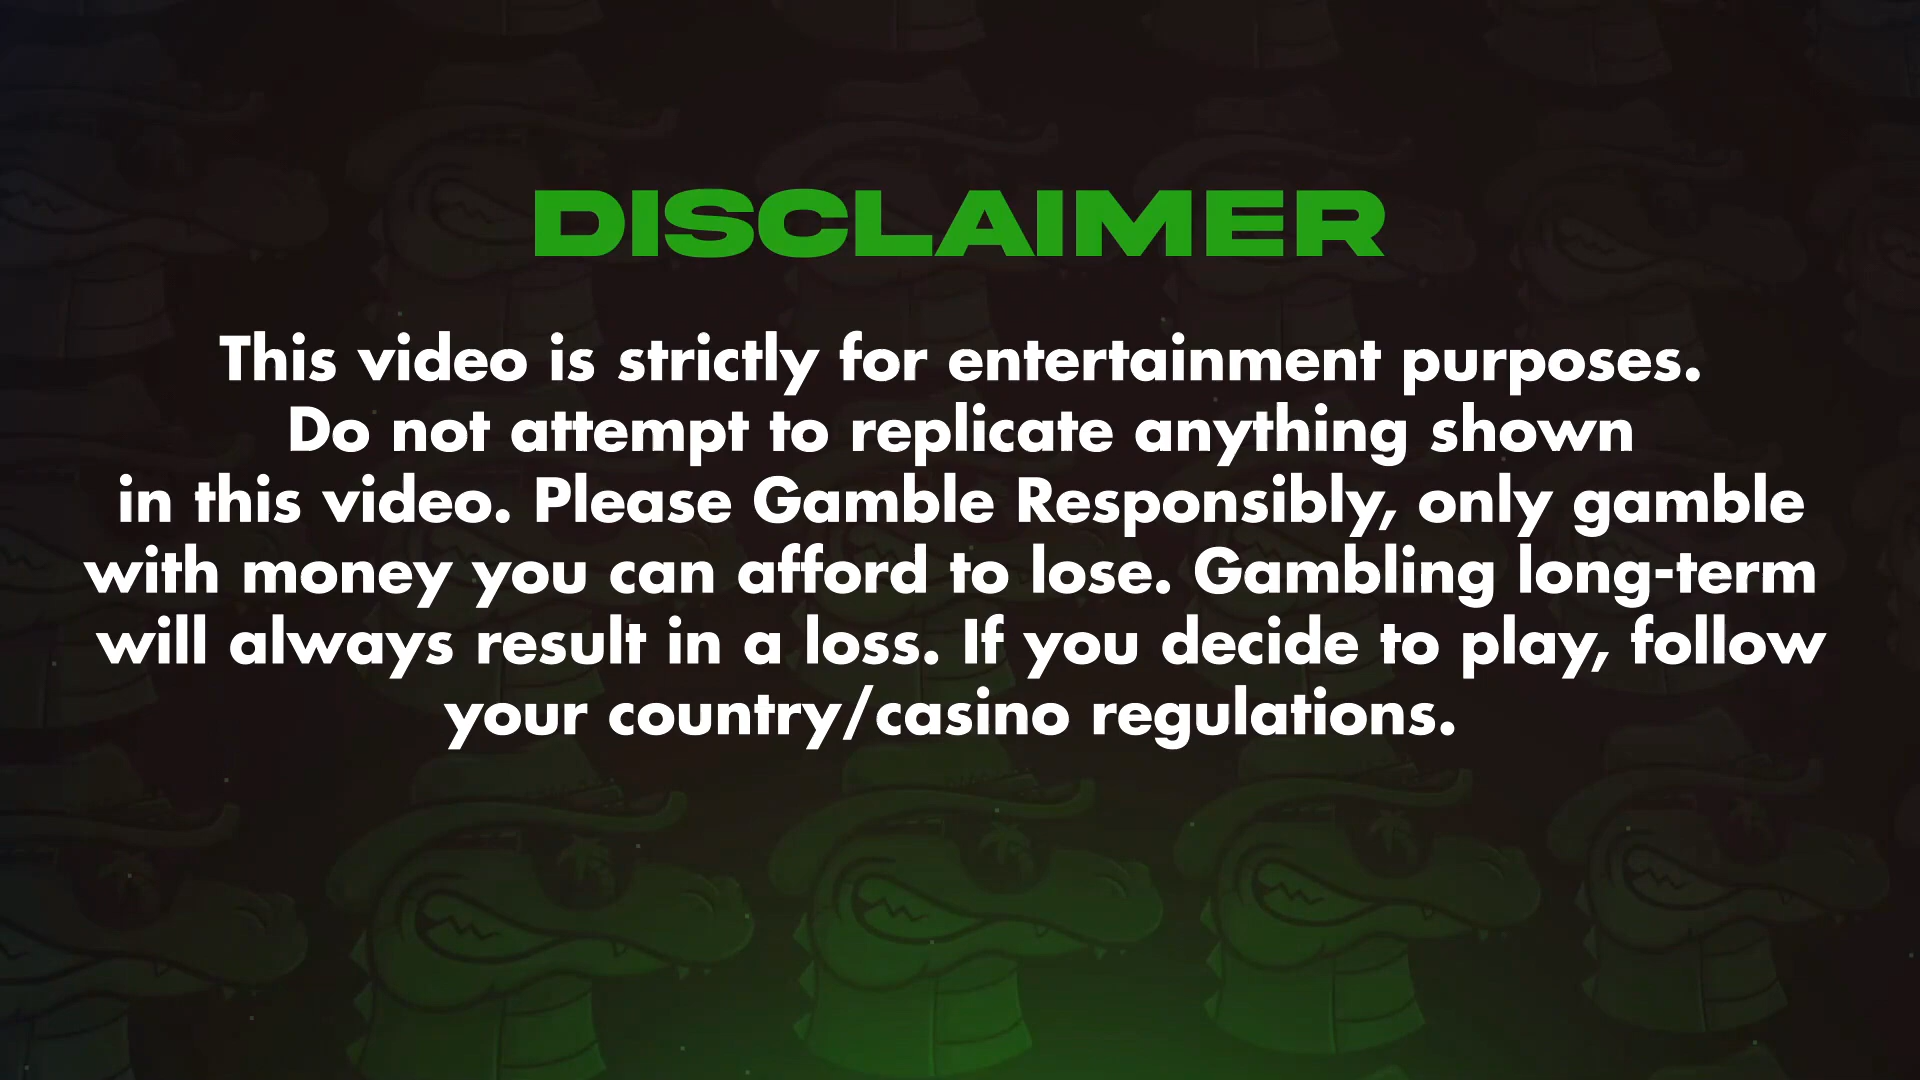 DISCLAIMER
This video is strictly for entertainment purposes.
Do not attempt to replicate anything shown
in this video. Please Gamble Responsibly, only gamble
with money you can afford to lose. Gambling long-term
will always result in a loss. If you decide to play, follow
your country/casino regulations.